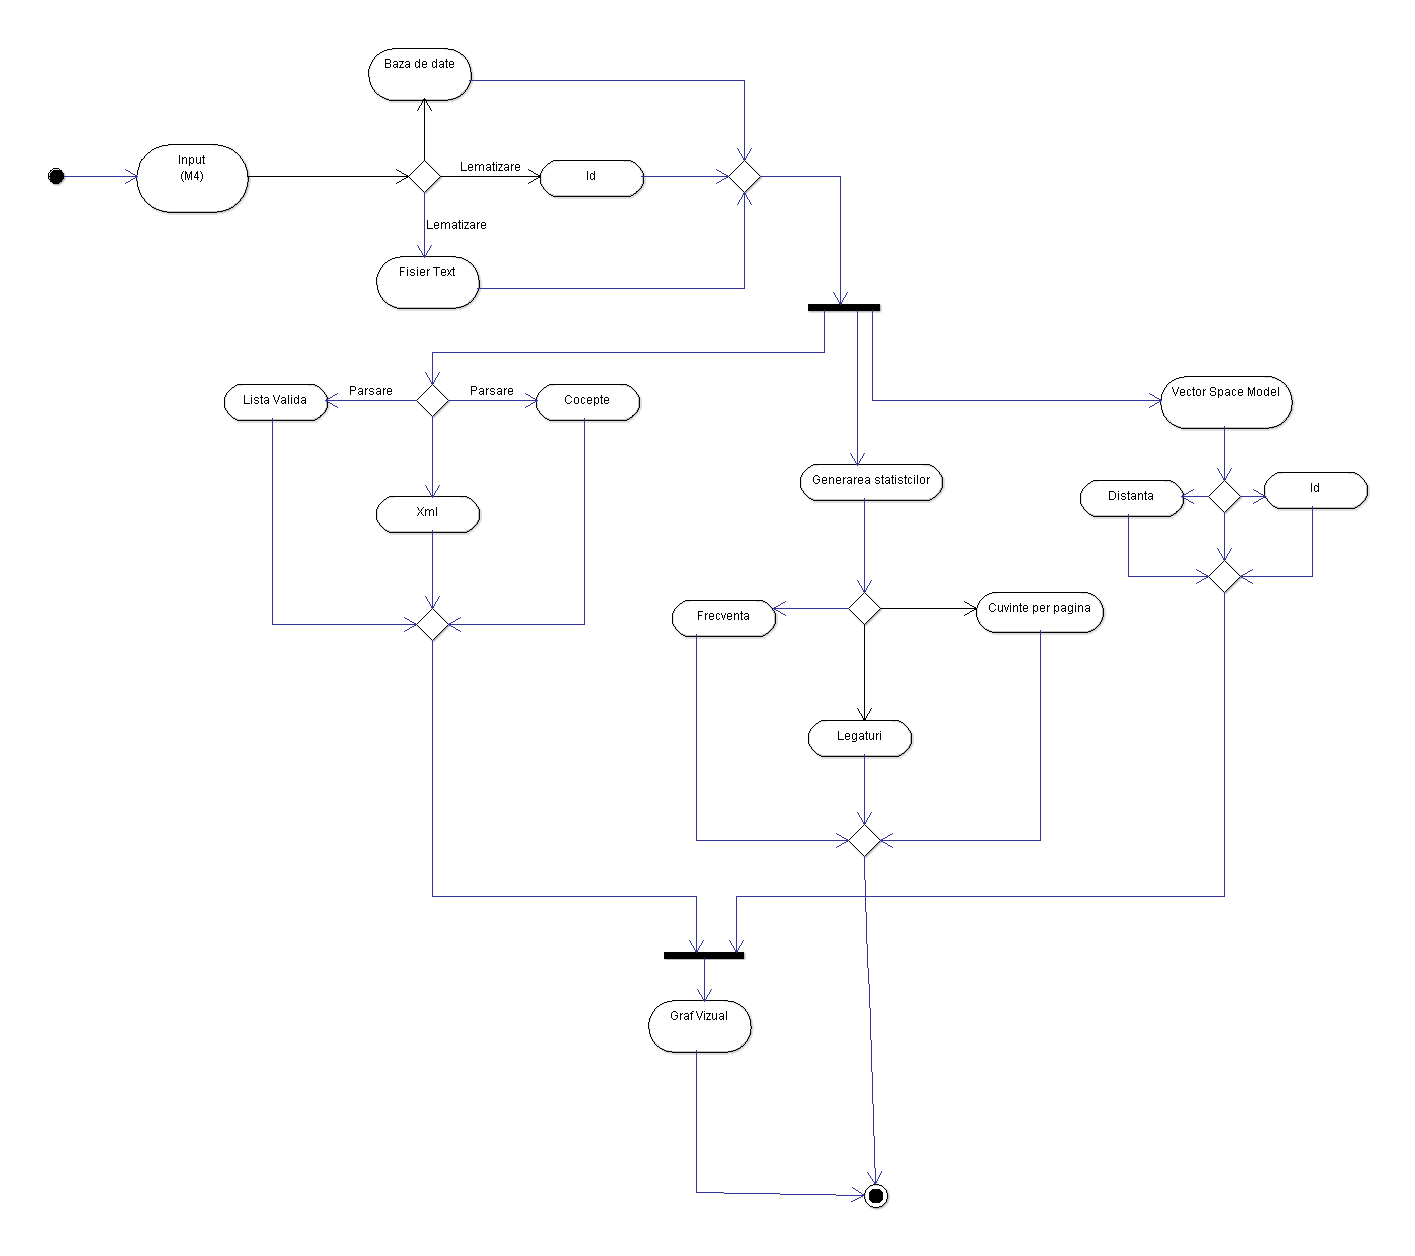 Baza de date
Input
(M4)
Lematizare
Id
Lematizare
Fisier Text
Lista Valida
Parsare
Parsare
Cocepte
Vector Space Model
Xml
Generarea statistcilor
Distanta
Id
Frecventa
Cuvinte per pagina
Legaturi
Graf Vizual